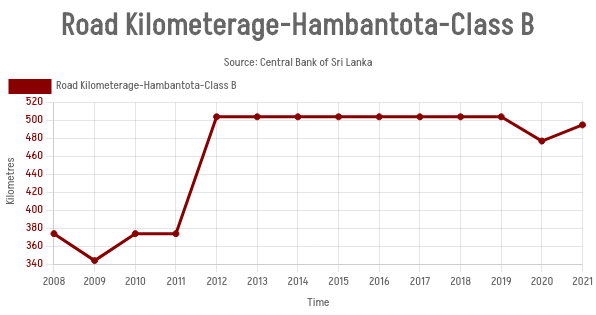 Road Kilometerage-Hambantota-Class B
Source: Central Bank of Sri Lanka
Road Kilometerage-Hambantota-Class B
520
500
480
460
440
420
400
380
360
340
Kilometres
2008 2009 2010 2011 2012 2013 2014 2015 2016 2017 2018 2019 2020 2021
Time